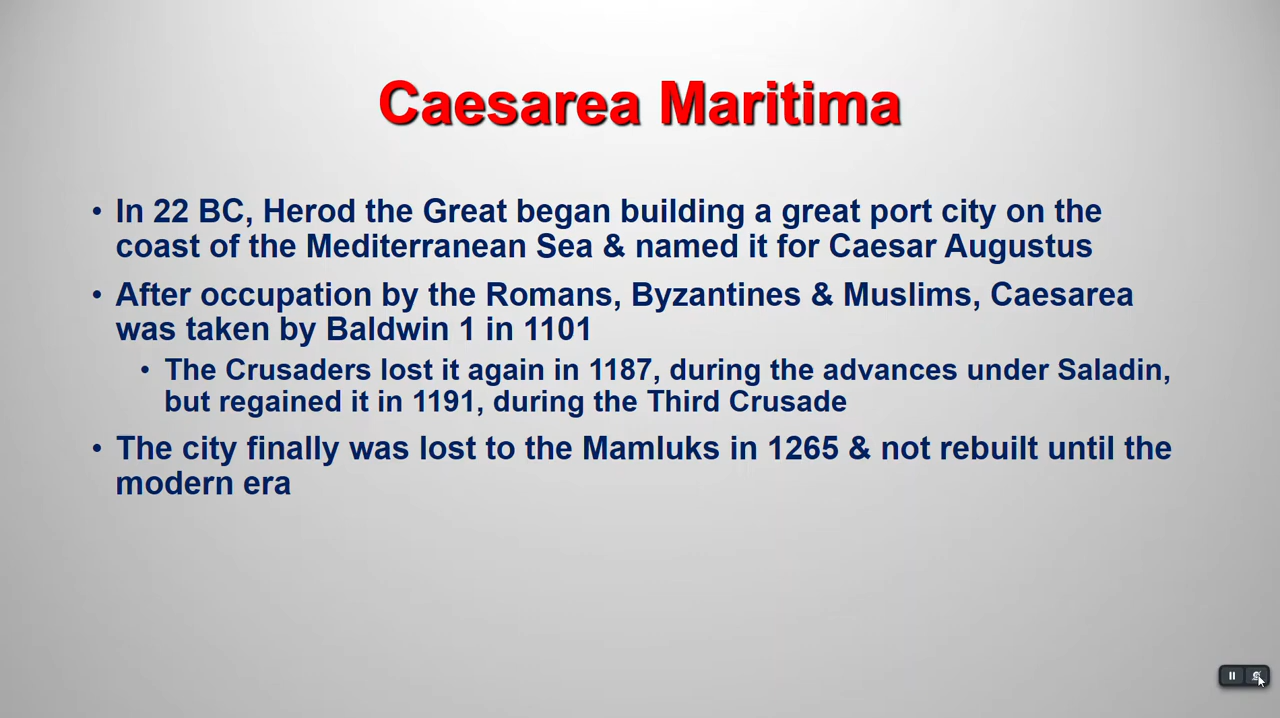 Caesarea Maritima
• In 22 BC, Herod the Great began building a great port city on the
coast of the Mediterranean Sea & named it for Caesar Augustus
• After occupation by the Romans, Byzantines & Muslims, Caesarea
was taken by Baldwin 1 in 1101
• The Crusaders lost it again in 1187, during the advances under Saladin,
but regained it in 1191, during the Third Crusade
• The city finally was lost to the Mamluks in 1265 & not rebuilt until the
modern era